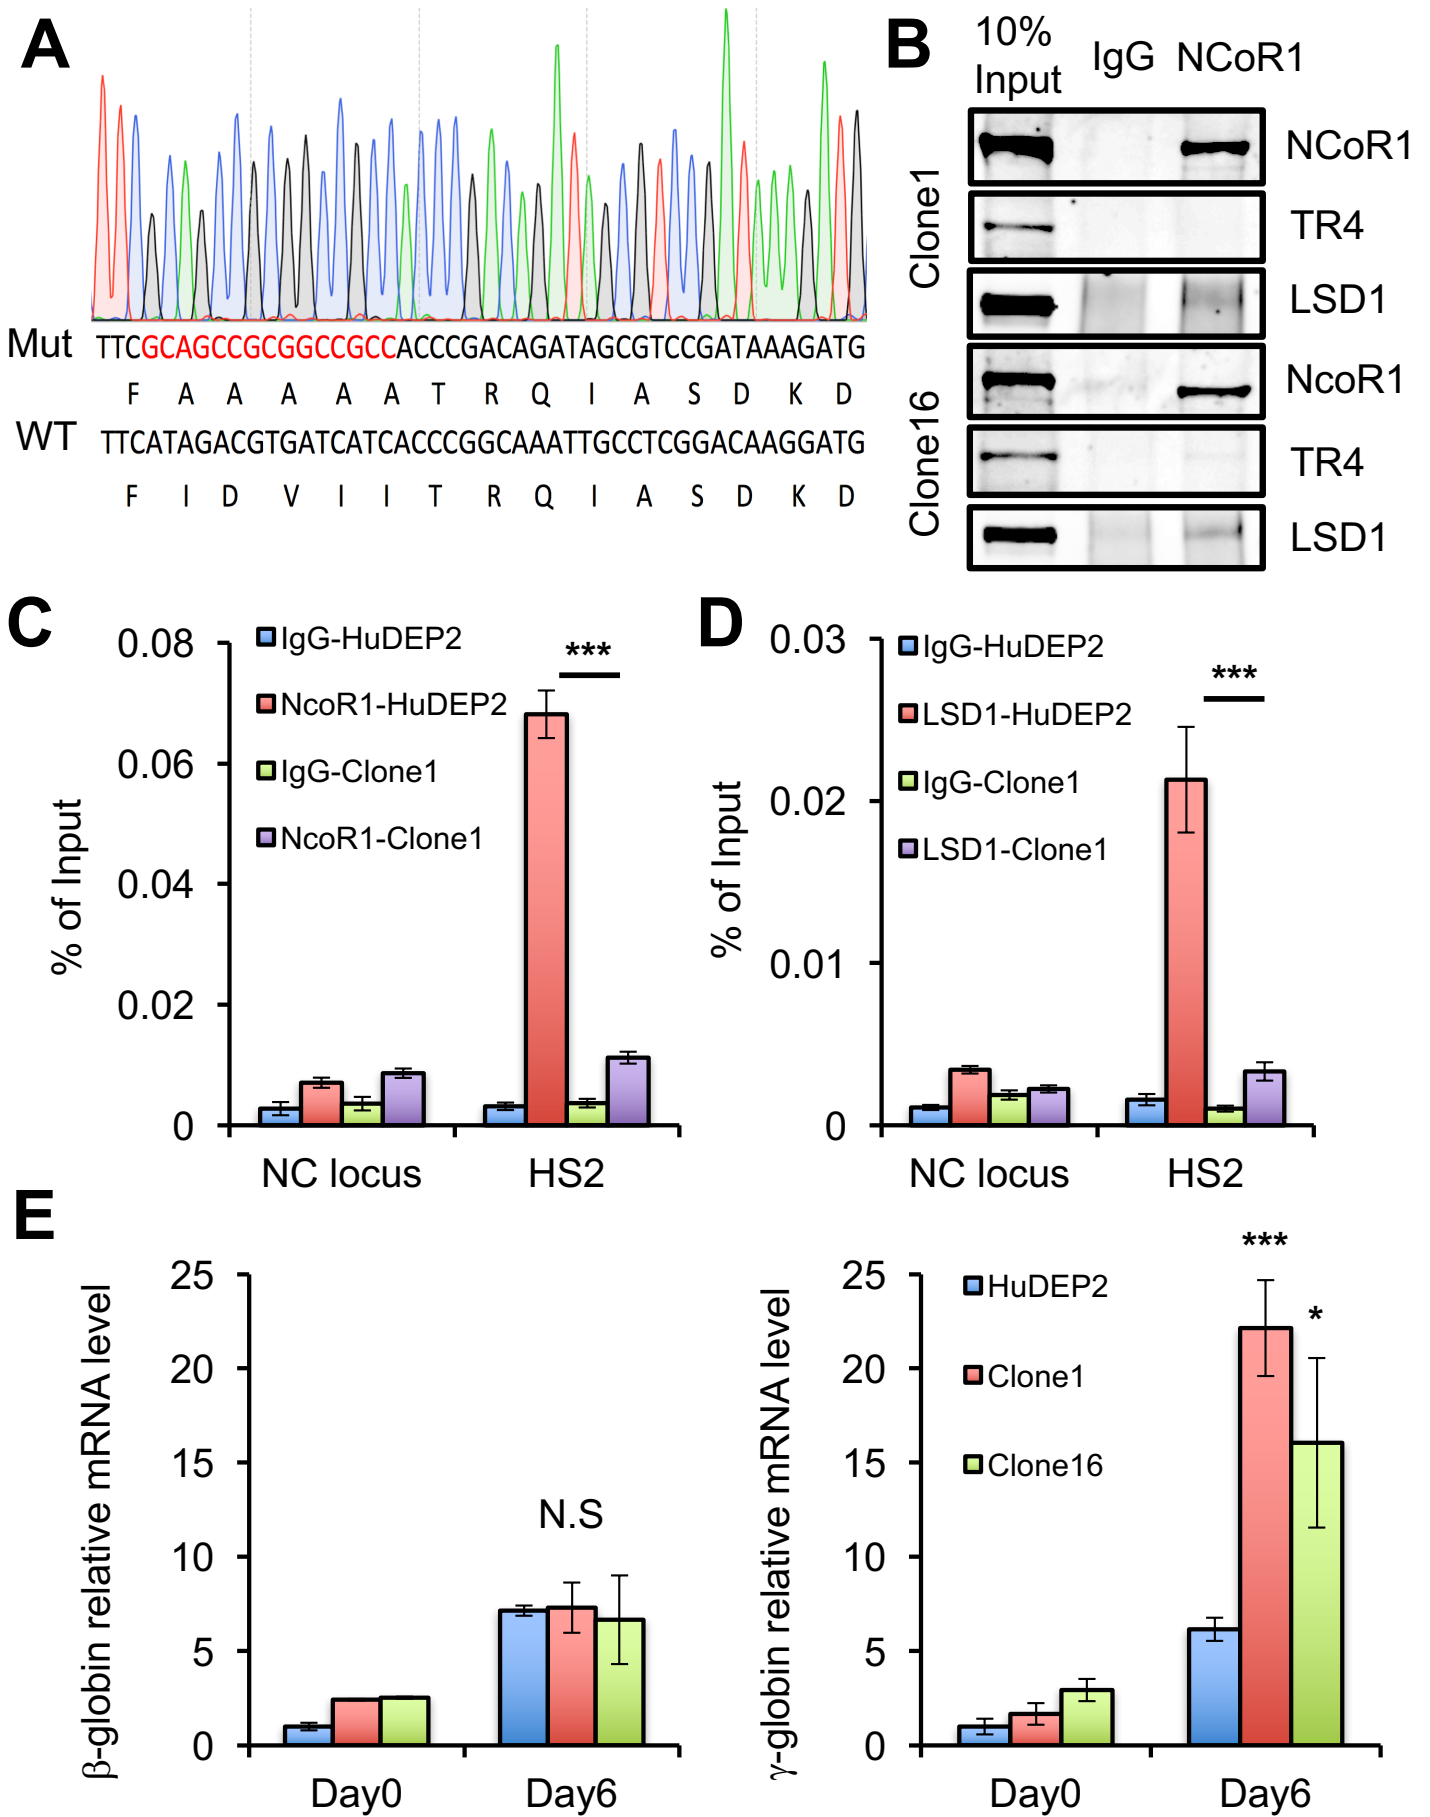 A
Mut TTCGCAGCCGCGGCCGCCACCCGACAGATAGCGTCCGATAAAGATG
F A A A A A T R Q I A S D K D
WT TTCATAGACGTGATCATCACCCGGCAAATTGCCTCGGACAAGGATG
F I D V I I T R Q I A S D K D
B
10% Input IgG NCoR1
Clone1
NCoR1
TR4
LSD1
Clone16
NcoR1
TR4
LSD1
C
% of Input
0.08
0.06
0.04
0.02
0
IgG-HuDEP2
NcoR1-HuDEP2
IgG-Clone1
NcoR1-Clone1
***
NC locus HS2
D
% of Input
0.03
0.02
0.01
0
IgG-HuDEP2
LSD1-HuDEP2
IgG-Clone1
LSD1-Clone1
***
NC locus HS2
E
β-globin relative mRNA level
25
20
15
10
5
0
N.S
Day0 Day6
γ-globin relative mRNA level
25
20
15
10
5
0
HuDEP2
Clone1
Clone16
***
*
Day0 Day6